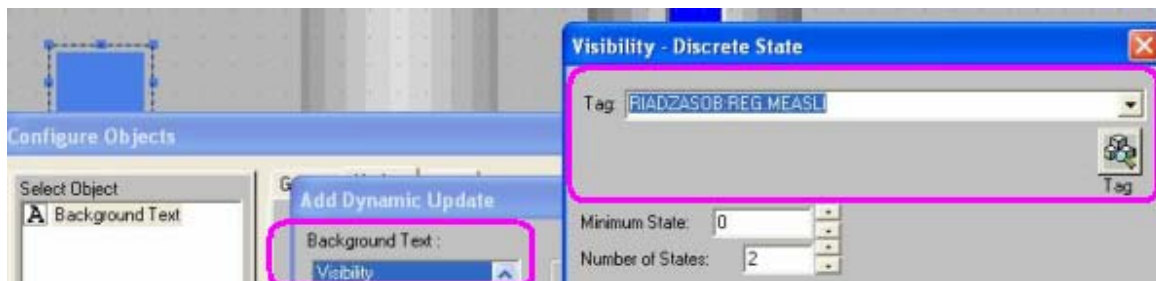 Visibility - Discrete State
Tag: RIADZASOB:REG.MEASLI
Tag
Configure Objects
Select Object
A Background Text
Add Dynamic Update
Background Text :
Visibility
Minimum State: 0
Number of States: 2